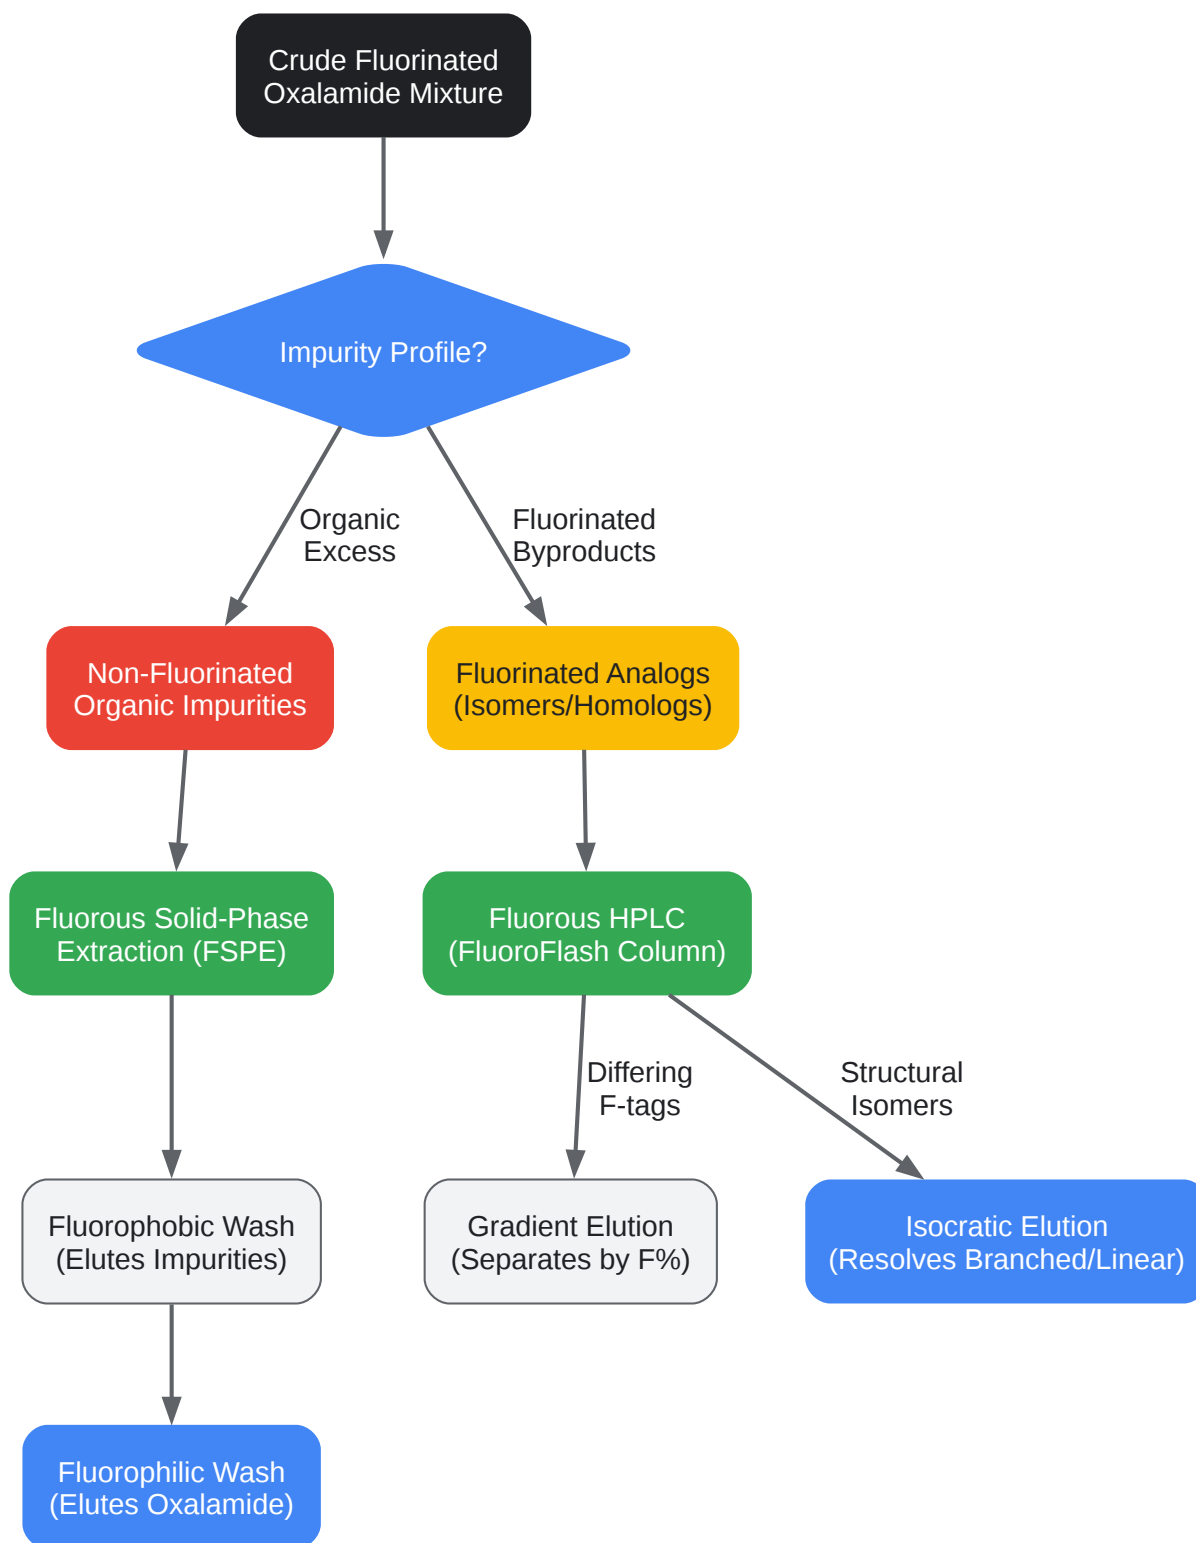 Crude Fluorinated
Oxalamide Mixture
Impurity Profile?
Organic
Excess
Fluorinated
Byproducts
Non-Fluorinated
Organic Impurities
Fluorinated Analogs
(Isomers/Homologs)
Fluorous Solid-Phase
Extraction (FSPE)
Fluorous HPLC
(FluoroFlash Column)
Differing
F-tags
Structural
Isomers
Fluorophobic Wash
(Elutes Impurities)
Gradient Elution
(Separates by F%)
Isocratic Elution
(Resolves Branched/Linear)
Fluorophilic Wash
(Elutes Oxalamide)